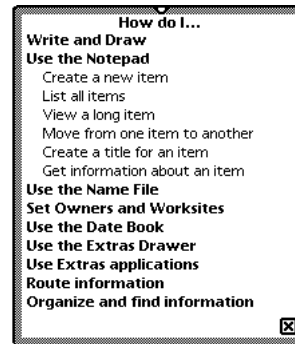 How do I...
Write and Draw
Use the Notepad
Create a new item
List all items
View a long item
Move from one item to another
Create a title for an item
Get information about an item
Use the Name File
Set Owners and Worksites
Use the Date Book
Use the Extras Drawer
Use Extras applications
Route information
Organize and find information